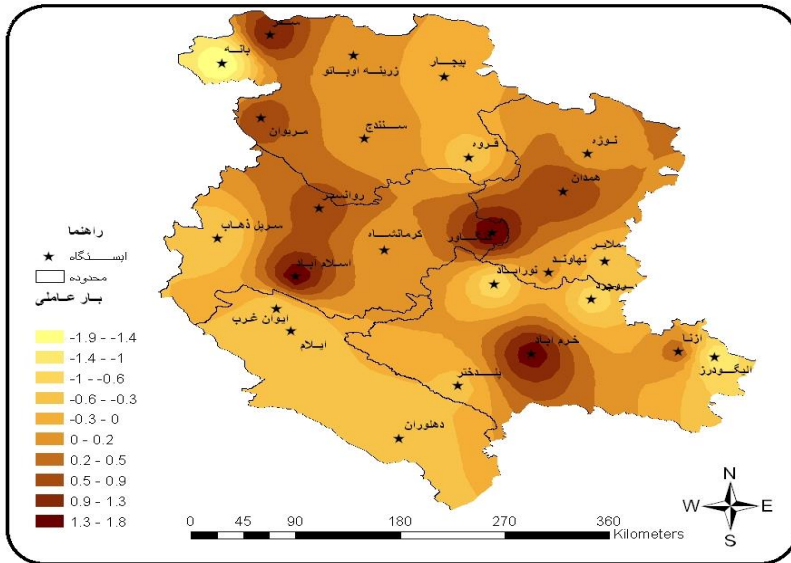 بانه
زرینه اوباتو
بیجار
مریوان
سنندج
قروه
نوژه
همدان
روانسر
سرپل ذهاب
کرمانشاه
اسلام آباد
ملایر
نهاوند
نورآباد
ایوان غرب
ایلام
خرم آباد
ازنا
الیگودرز
پلدختر
دهلوران
راهنما
ایستگاه
محدوده
بار عاملی
-1.9 - -1.4
-1.4 - -1
-1 - -0.6
-0.6 - -0.3
-0.3 - 0
0 - 0.2
0.2 - 0.5
0.5 - 0.9
0.9 - 1.3
1.3 - 1.8
0 45 90 180 270 360
Kilometers
N
W E
S